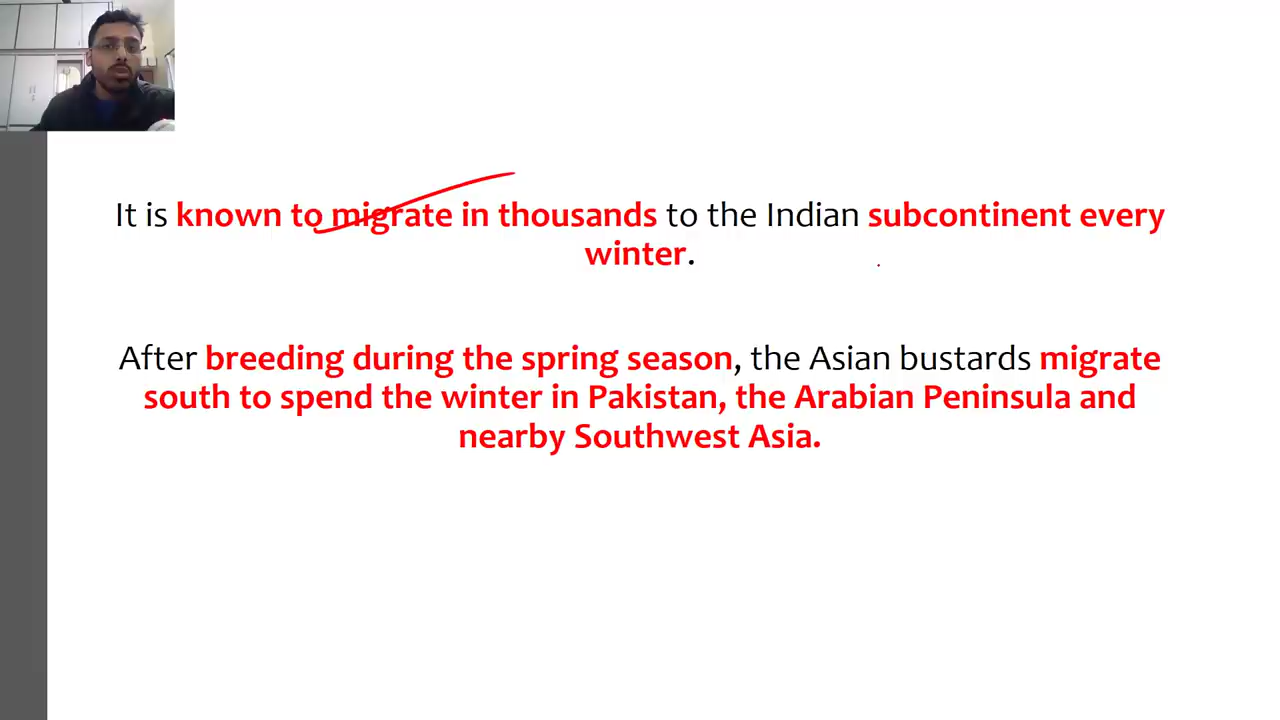 It is known to migrate in thousands to the Indian subcontinent every
winter.
After breeding during the spring season, the Asian bustards migrate
south to spend the winter in Pakistan, the Arabian Peninsula and
nearby Southwest Asia.